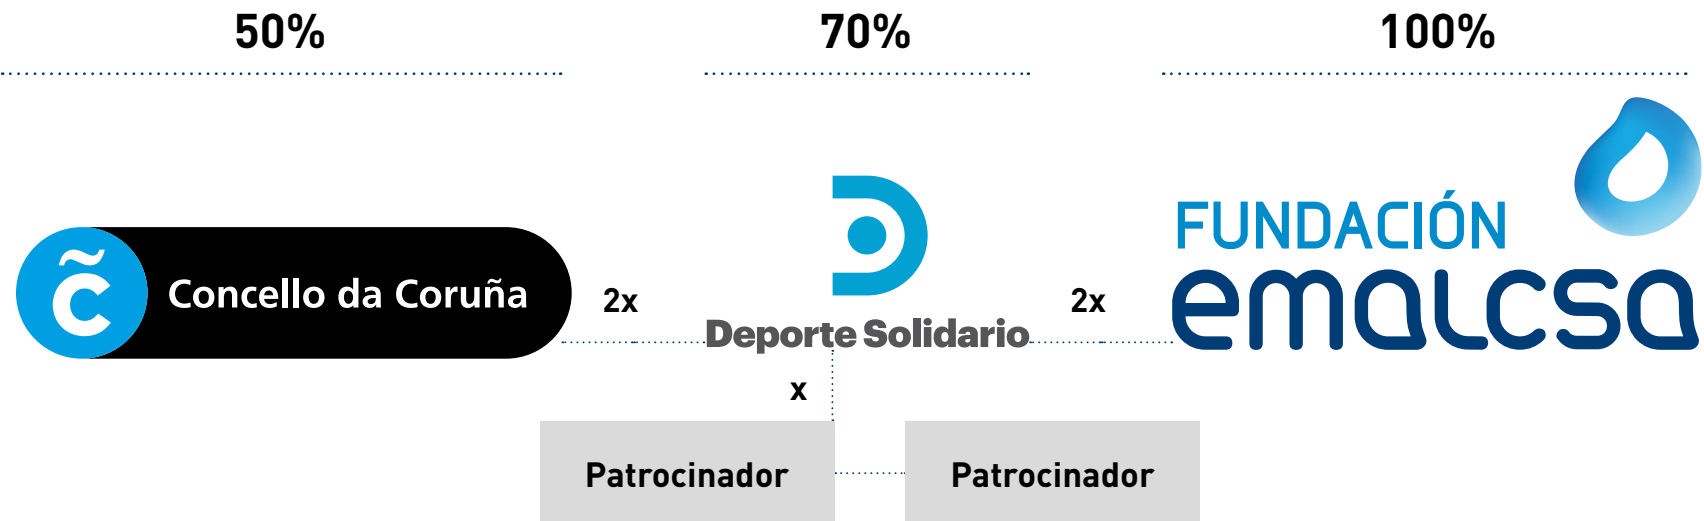 50%
70%
100%
č Concello da Coruña
2x
Deporte Solidario
2x
FUNDACIÓN
emalcsa
x
Patrocinador
Patrocinador